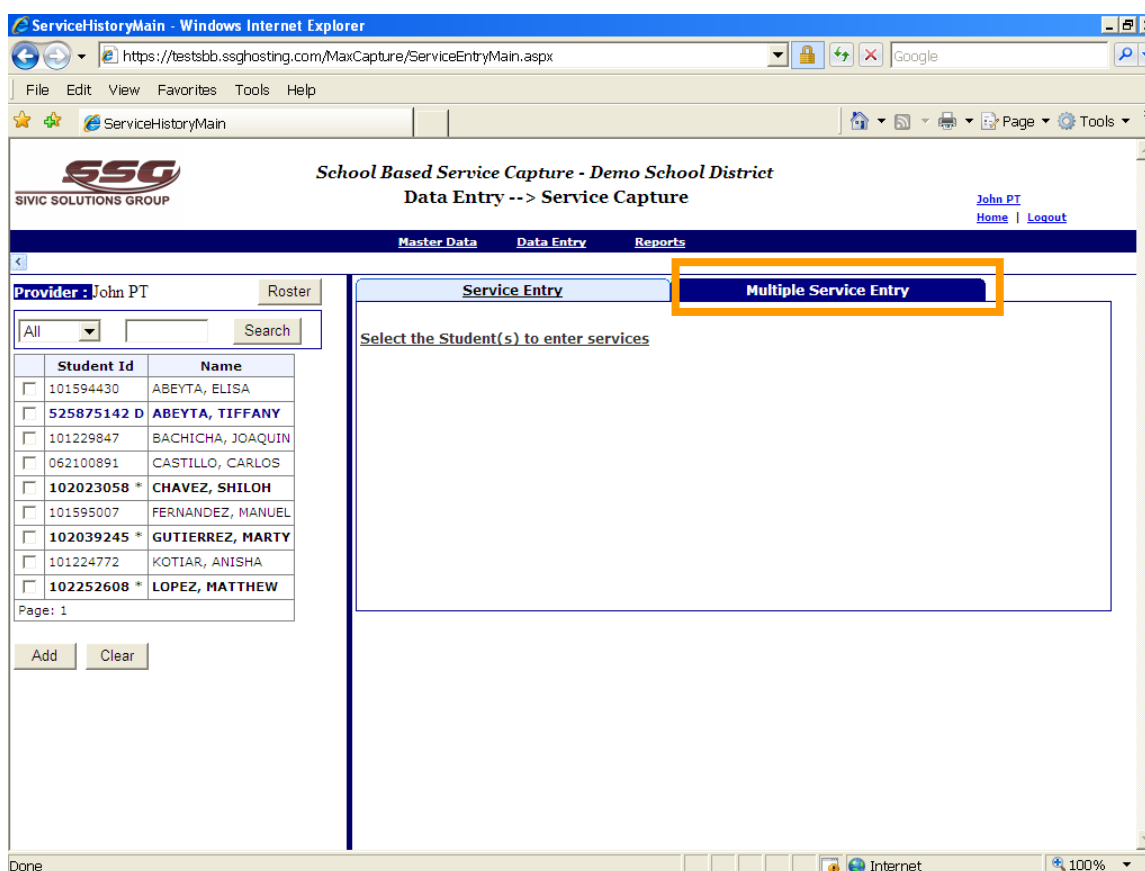 ServiceHistoryMain - Windows Internet Explorer
https://testsbb.ssghosting.com/MaxCapture/ServiceEntryMain.aspx
Google
File Edit View Favorites Tools Help
ServiceHistoryMain
Page Tools
SSG
SIVIC SOLUTIONS GROUP
School Based Service Capture - Demo School District
Data Entry --> Service Capture
John PT
Home | Logout
Master Data Data Entry Reports
Provider : John PT Roster
All Search
Student Id Name
101594430 ABEYTA, ELISA
525875142 D ABEYTA, TIFFANY
101229847 BACHICHA, JOAQUIN
062100891 CASTILLO, CARLOS
102023058 * CHAVEZ, SHILOH
101595007 FERNANDEZ, MANUEL
102039245 * GUTIERREZ, MARTY
101224772 KOTIAR, ANISHA
102252608 * LOPEZ, MATTHEW
Page: 1
Add Clear
Service Entry Multiple Service Entry
Select the Student(s) to enter services
Done Internet 100%